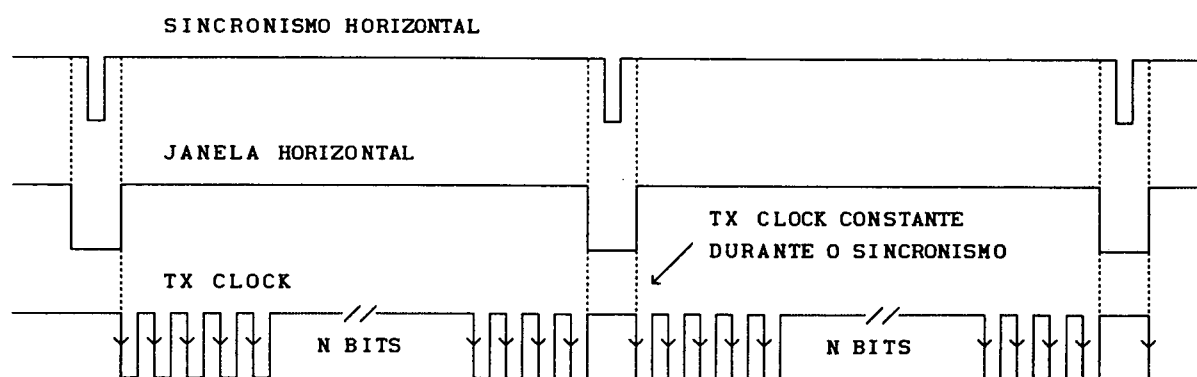 SINCRONISMO HORIZONTAL
JANELA HORIZONTAL
TX CLOCK CONSTANTE
DURANTE O SINCRONISMO
TX CLOCK
N BITS
N BITS